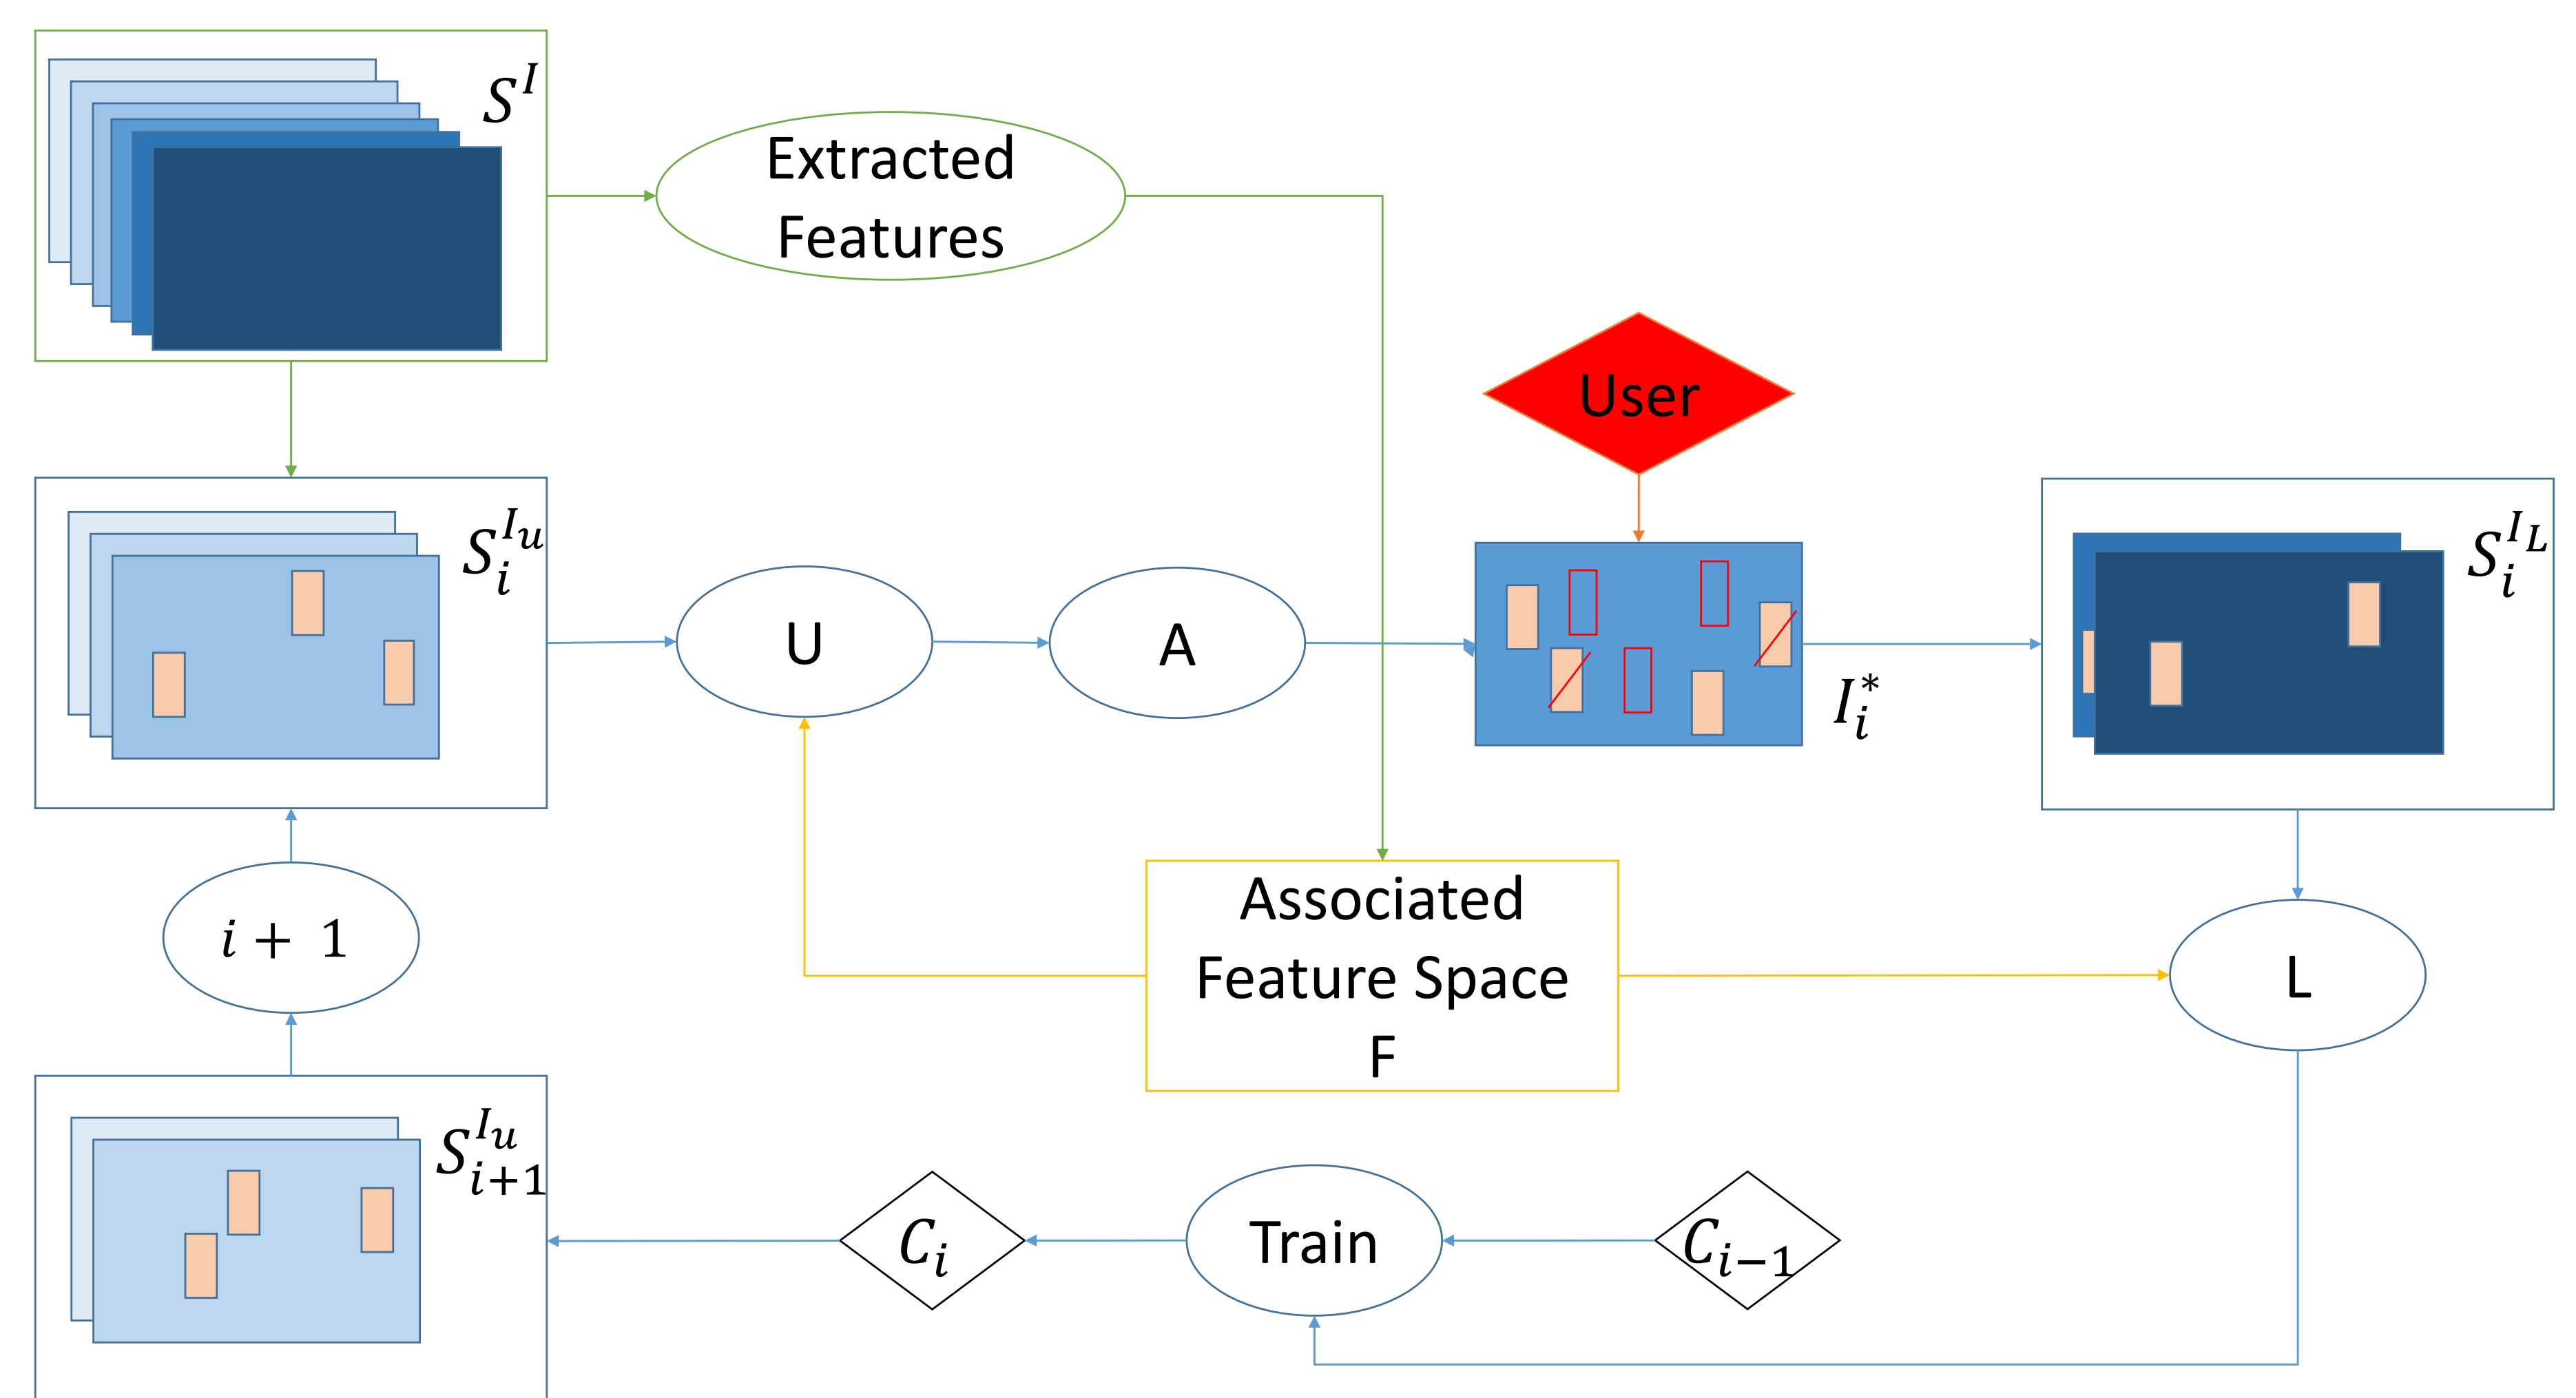 S^I
Extracted
Features
User
S_i^{I_u}
U
A
I_i^*
S_i^{I_L}
i + 1
Associated
Feature Space
F
L
S_{i+1}^{I_u}
C_i
Train
C_{i−1}